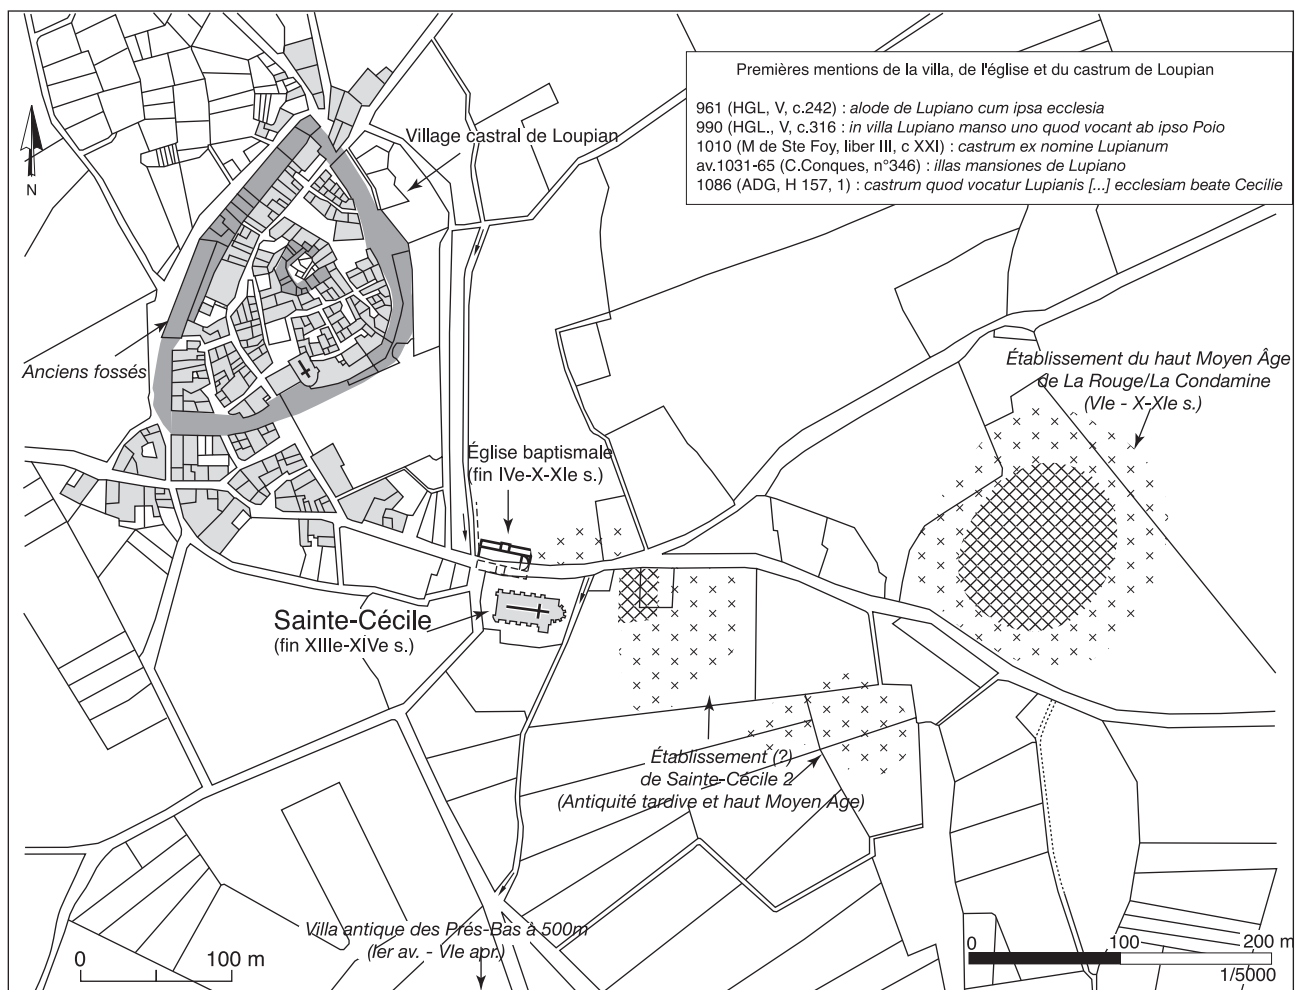 Premières mentions de la villa, de l'église et du castrum de Loupian
961 (HGL, V, c.242) : alode de Lupiano cum ipsa ecclesia
990 (HGL., V, c.316 : in villa Lupiano manso uno quod vocant ab ipso Poio
1010 (M de Ste Foy, liber III, c XXI) : castrum ex nomine Lupianum
av.1031-65 (C.Conques, n°346) : illas mansiones de Lupiano
1086 (ADG, H 157, 1) : castrum quod vocatur Lupianis [...] ecclesiam beate Cecilie
N
Village castral de Loupian
Anciens fossés
Établissement du haut Moyen Âge
de La Rouge/La Condamine
(VIe - X-XIe s.)
Église baptismale
(fin IVe-X-XIe s.)
Sainte-Cécile
(fin XIIIe-XIVe s.)
Établissement (?)
de Sainte-Cécile 2
(Antiquité tardive et haut Moyen Age)
Villa antique des Prés-Bas à 500m
(Ier av. - VIe apr.)
0 100 m
0 100 200 m
1/5000